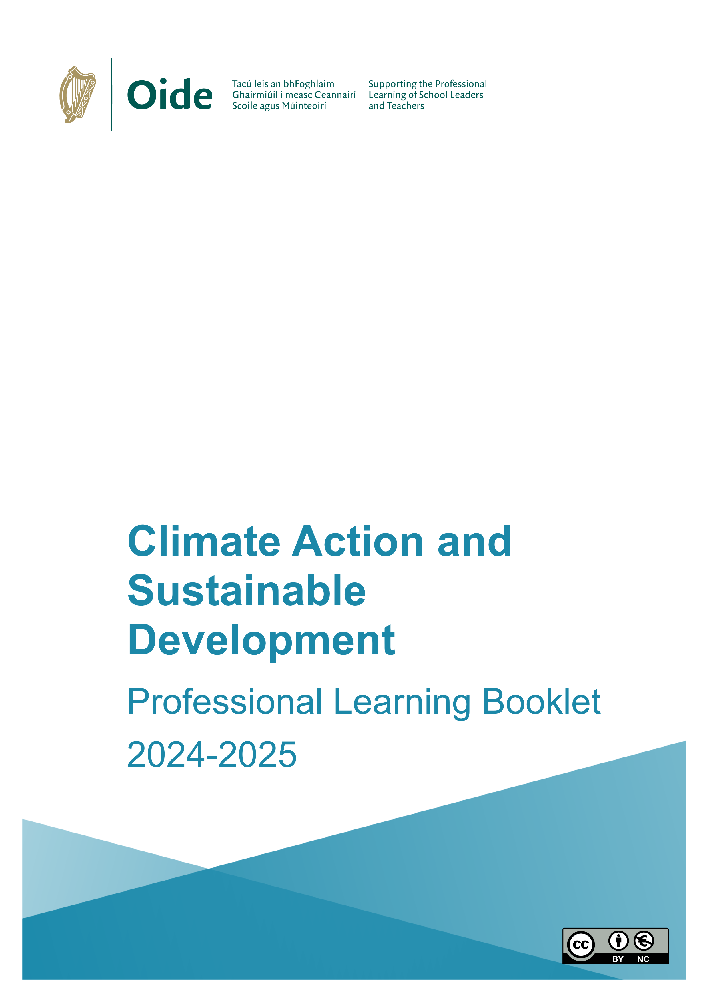 Oide
Tacú leis an bhFoghlaim
Ghairmiúil i measc Ceannairí
Scoile agus Múinteoirí
Supporting the Professional
Learning of School Leaders
and Teachers
Climate Action and
Sustainable
Development
Professional Learning Booklet
2024-2025
cc
BY NC